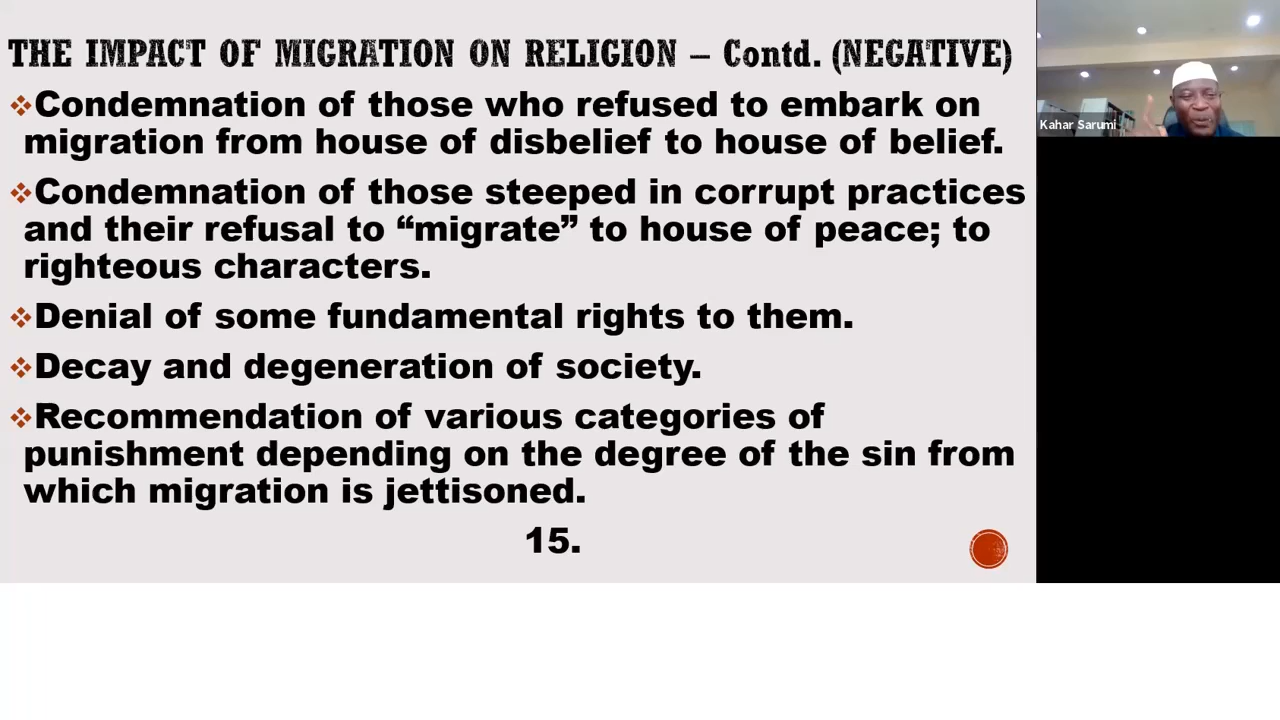 THE IMPACT OF MIGRATION ON RELIGION – Contd. (NEGATIVE)
❖Condemnation of those who refused to embark on
migration from house of disbelief to house of belief.
❖Condemnation of those steeped in corrupt practices
and their refusal to “migrate” to house of peace; to
righteous characters.
❖Denial of some fundamental rights to them.
❖Decay and degeneration of society.
❖Recommendation of various categories of
punishment depending on the degree of the sin from
which migration is jettisoned.
15.
Kahar Sarumi